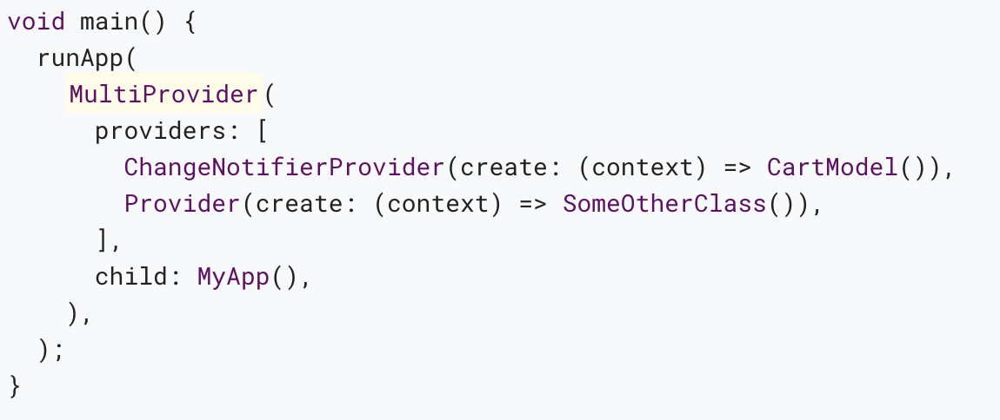 void main() {
  runApp(
    MultiProvider(
      providers: [
        ChangeNotifierProvider(create: (context) => CartModel()),
        Provider(create: (context) => SomeOtherClass()),
      ],
      child: MyApp(),
    ),
  );
}